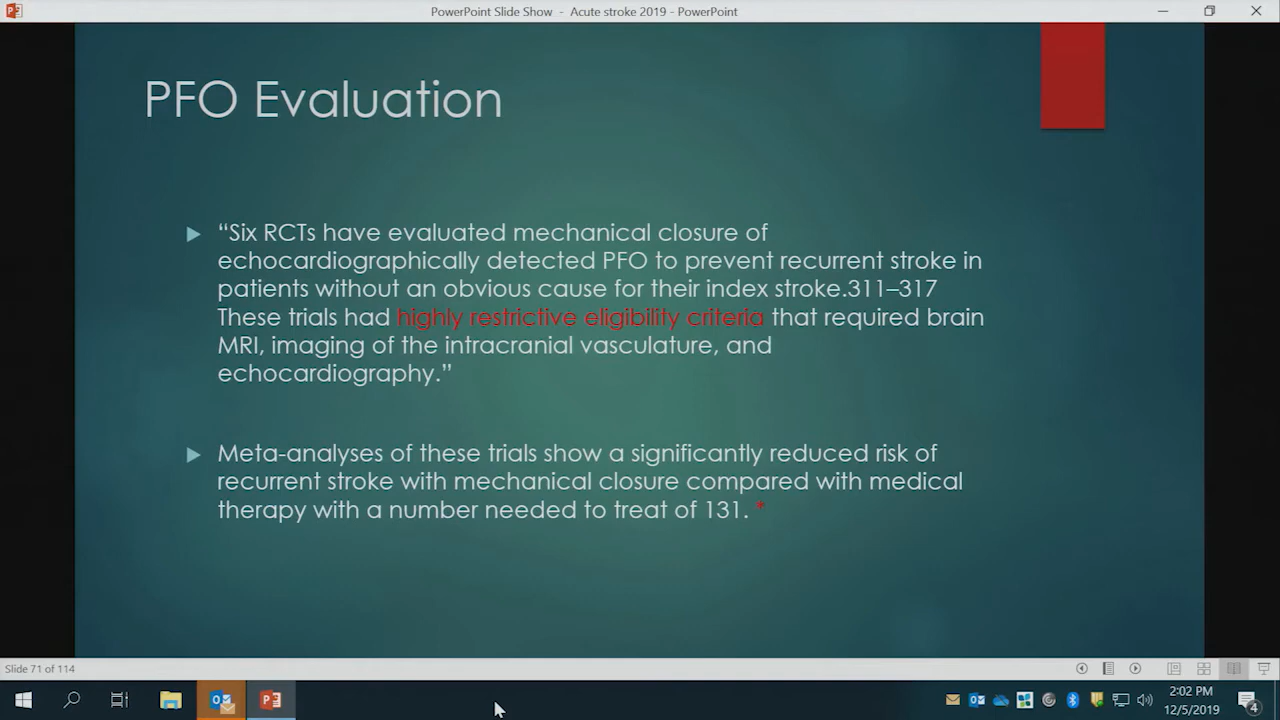 PowerPoint Slide Show - Acute stroke 2019 - PowerPoint
PFO Evaluation
“Six RCTs have evaluated mechanical closure of
echocardiographically detected PFO to prevent recurrent stroke in
patients without an obvious cause for their index stroke.311–317
These trials had highly restrictive eligibility criteria that required brain
MRI, imaging of the intracranial vasculature, and
echocardiography.”
Meta-analyses of these trials show a significantly reduced risk of
recurrent stroke with mechanical closure compared with medical
therapy with a number needed to treat of 131. *
Slide 71 of 114
2:02 PM
12/5/2019
4